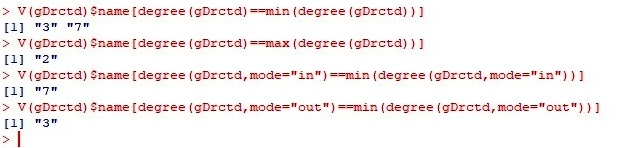 > V(gDrctd)$name[degree(gDrctd)==min(degree(gDrctd))]
[1] "3" "7"
> V(gDrctd)$name[degree(gDrctd)==max(degree(gDrctd))]
[1] "2"
> V(gDrctd)$name[degree(gDrctd,mode="in")==min(degree(gDrctd,mode="in"))]
[1] "7"
> V(gDrctd)$name[degree(gDrctd,mode="out")==min(degree(gDrctd,mode="out"))]
[1] "3"
>